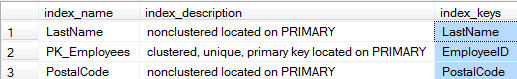 index_name index_description index_keys
1 LastName nonclustered located on PRIMARY LastName
2 PK_Employees clustered, unique, primary key located on PRIMARY EmployeeID
3 PostalCode nonclustered located on PRIMARY PostalCode